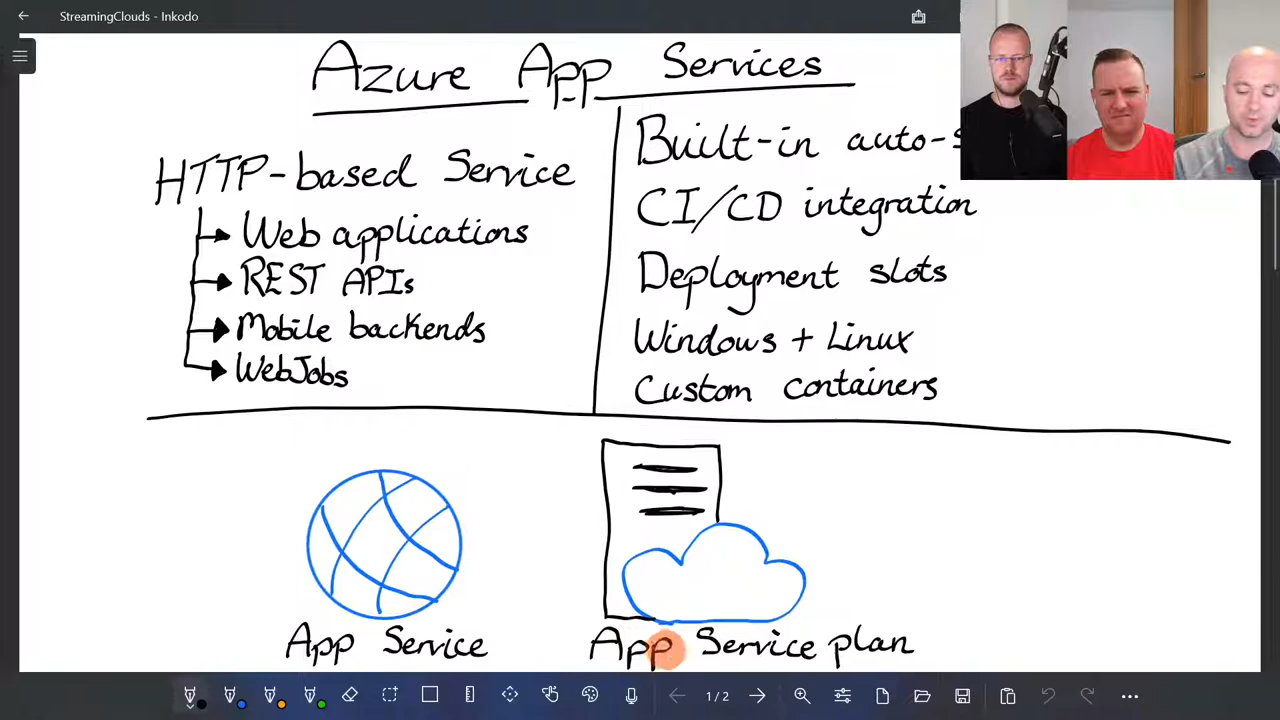 StreamingClouds - Inkodo
Azure App Services
HTTP-based Service
Web applications
REST APIs
Mobile backends
WebJobs
Built-in auto-s
CI/CD integration
Deployment slots
Windows + Linux
Custom containers
App Service
App Service plan
1/2